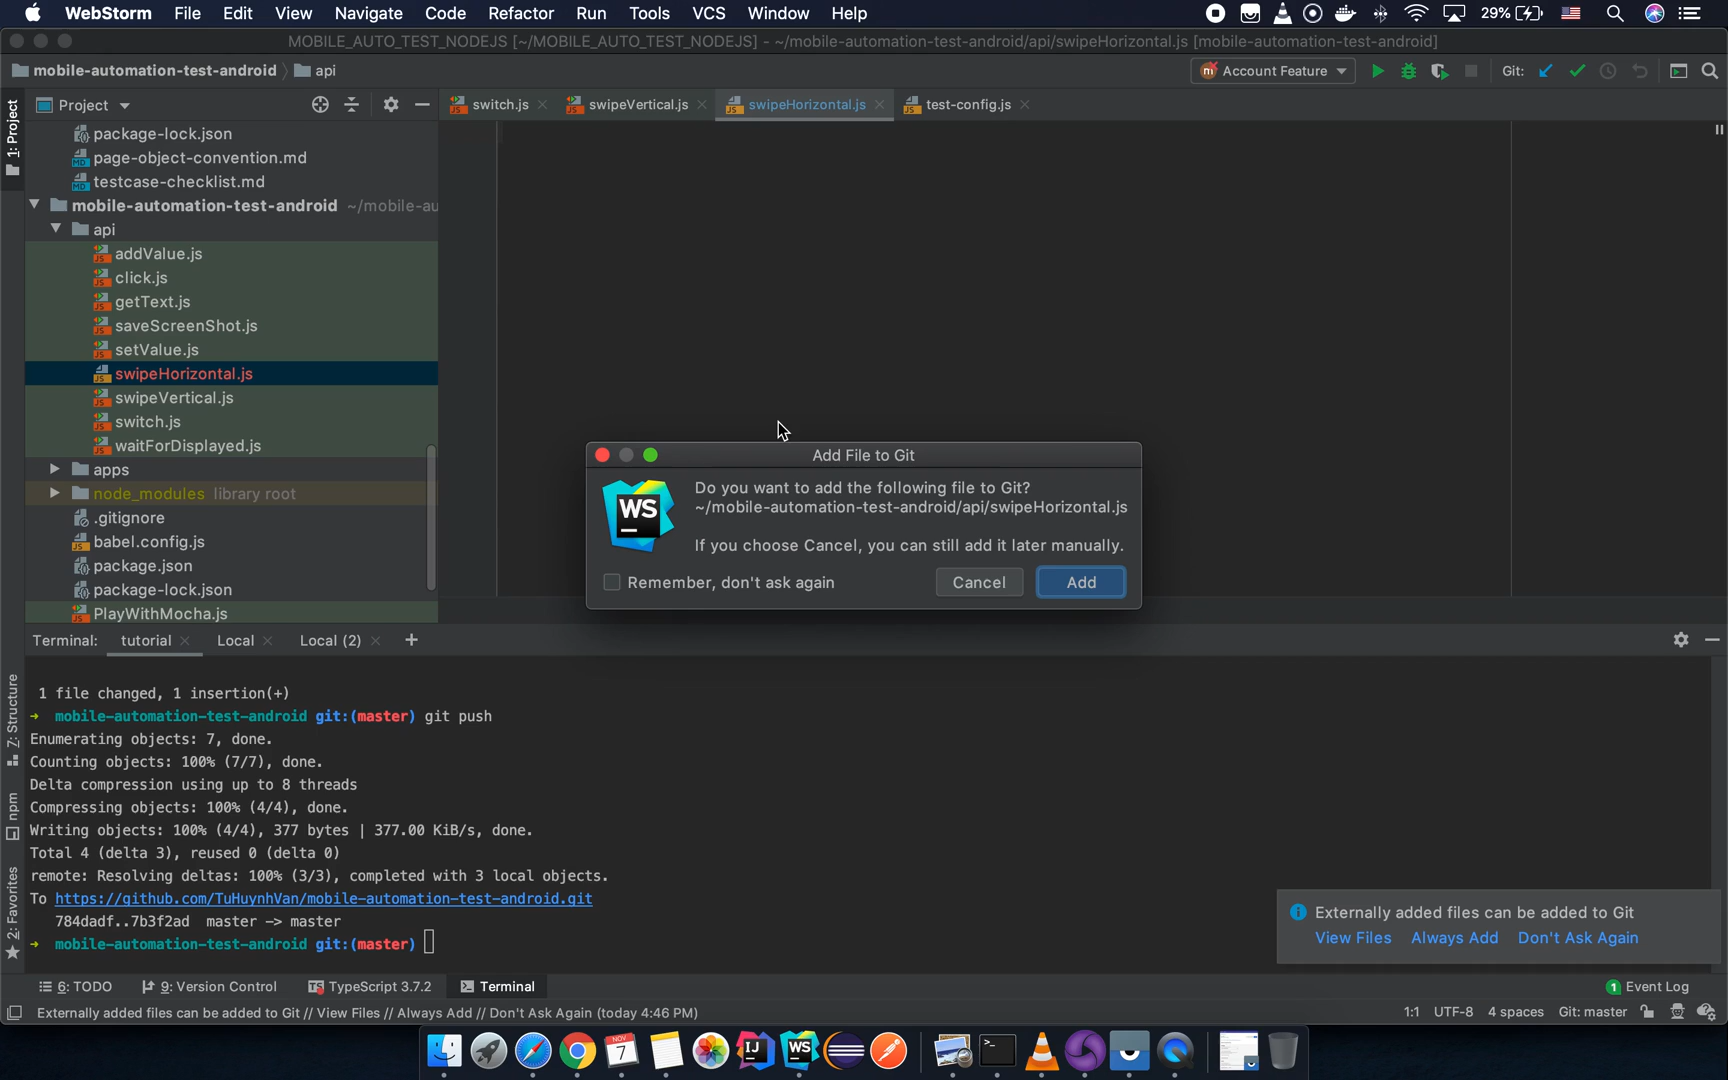 WebStorm File Edit View Navigate Code Refactor Run Tools VCS Window Help 29%
MOBILE_AUTO_TEST_NODEJS [~/MOBILE_AUTO_TEST_NODEJS] - ~/mobile-automation-test-android/api/swipeHorizontal.js [mobile-automation-test-android]
mobile-automation-test-android api Account Feature Git:
1: Project
Project
switch.js swipeVertical.js swipeHorizontal.js test-config.js
package-lock.json
page-object-convention.md
testcase-checklist.md
mobile-automation-test-android ~/mobile-au
api
addValue.js
click.js
getText.js
saveScreenShot.js
setValue.js
swipeHorizontal.js
swipeVertical.js
switch.js
waitForDisplayed.js
apps
node_modules library root
.gitignore
babel.config.js
package.json
package-lock.json
PlayWithMocha.js
Add File to Git
WS
Do you want to add the following file to Git?
~/mobile-automation-test-android/api/swipeHorizontal.js
If you choose Cancel, you can still add it later manually.
Remember, don't ask again
Cancel Add
Terminal: tutorial Local Local (2) +
7: Structure
npm
2: Favorites
1 file changed, 1 insertion(+)
→ mobile-automation-test-android git:(master) git push
Enumerating objects: 7, done.
Counting objects: 100% (7/7), done.
Delta compression using up to 8 threads
Compressing objects: 100% (4/4), done.
Writing objects: 100% (4/4), 377 bytes | 377.00 KiB/s, done.
Total 4 (delta 3), reused 0 (delta 0)
remote: Resolving deltas: 100% (3/3), completed with 3 local objects.
To https://github.com/TuHuynhVan/mobile-automation-test-android.git
784dadf..7b3f2ad master -> master
→ mobile-automation-test-android git:(master)
Externally added files can be added to Git
View Files Always Add Don't Ask Again
6: TODO 9: Version Control TypeScript 3.7.2 Terminal 1 Event Log
Externally added files can be added to Git // View Files // Always Add // Don't Ask Again (today 4:46 PM) 1:1 UTF-8 4 spaces Git: master
NOV
7
IJ
WS